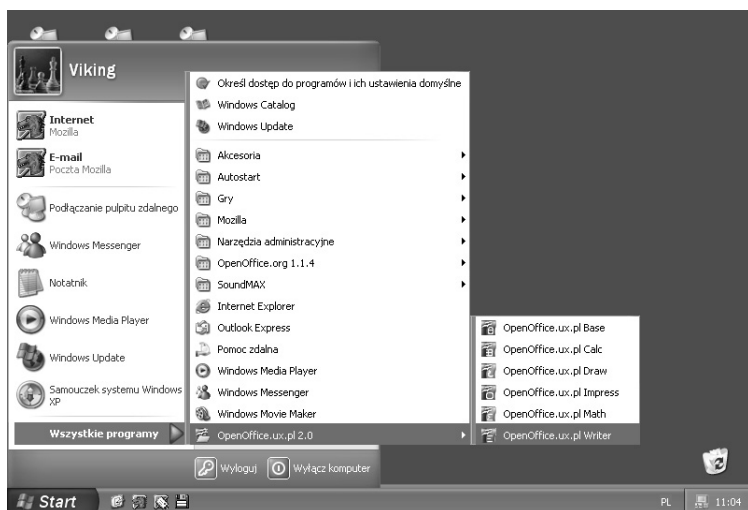 Viking
Internet
Mozilla
E-mail
Poczta Mozilla
Podłączanie pulpitu zdalnego
Windows Messenger
Notatnik
Windows Media Player
Windows Update
Samouczek systemu Windows
XP
Wszystkie programy
Określ dostęp do programów i ich ustawienia domyślne
Windows Catalog
Windows Update
Akcesoria
Autostart
Gry
Mozilla
Narzędzia administracyjne
OpenOffice.org 1.1.4
SoundMAX
Internet Explorer
Outlook Express
Pomoc zdalna
Windows Media Player
Windows Messenger
Windows Movie Maker
OpenOffice.ux.pl 2.0
OpenOffice.ux.pl Base
OpenOffice.ux.pl Calc
OpenOffice.ux.pl Draw
OpenOffice.ux.pl Impress
OpenOffice.ux.pl Math
OpenOffice.ux.pl Writer
Wyloguj
Wyłącz komputer
Start
PL
11:04